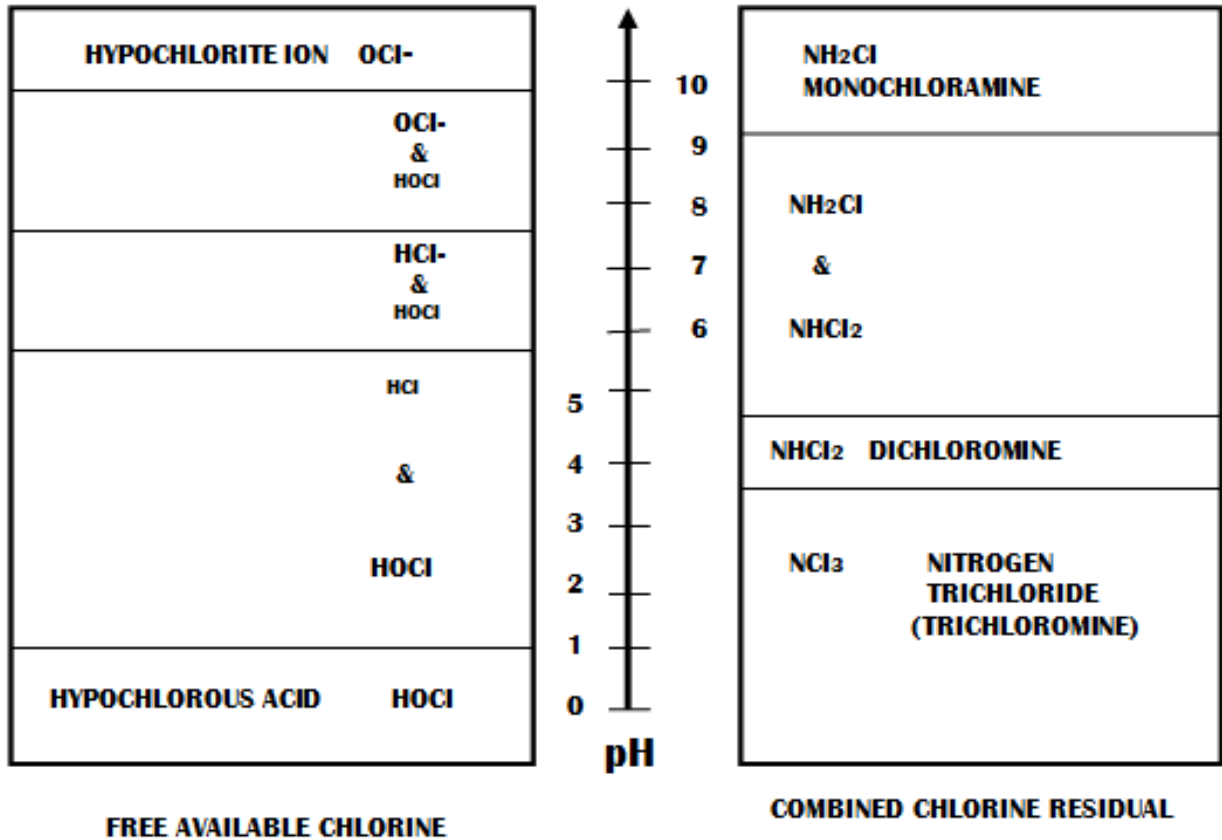 HYPOCHLORITE ION OCl-
OCl-
&
HOCl
HCl-
&
HOCl
HCl
&
HOCl
HYPOCHLOROUS ACID HOCl
FREE AVAILABLE CHLORINE
10
9
8
7
6
5
4
3
2
1
0
pH
NH2Cl
MONOCHLORAMINE
NH2Cl
&
NHCl2
NHCl2 DICHLOROMINE
NCl3 NITROGEN
TRICHLORIDE
(TRICHLOROMINE)
COMBINED CHLORINE RESIDUAL